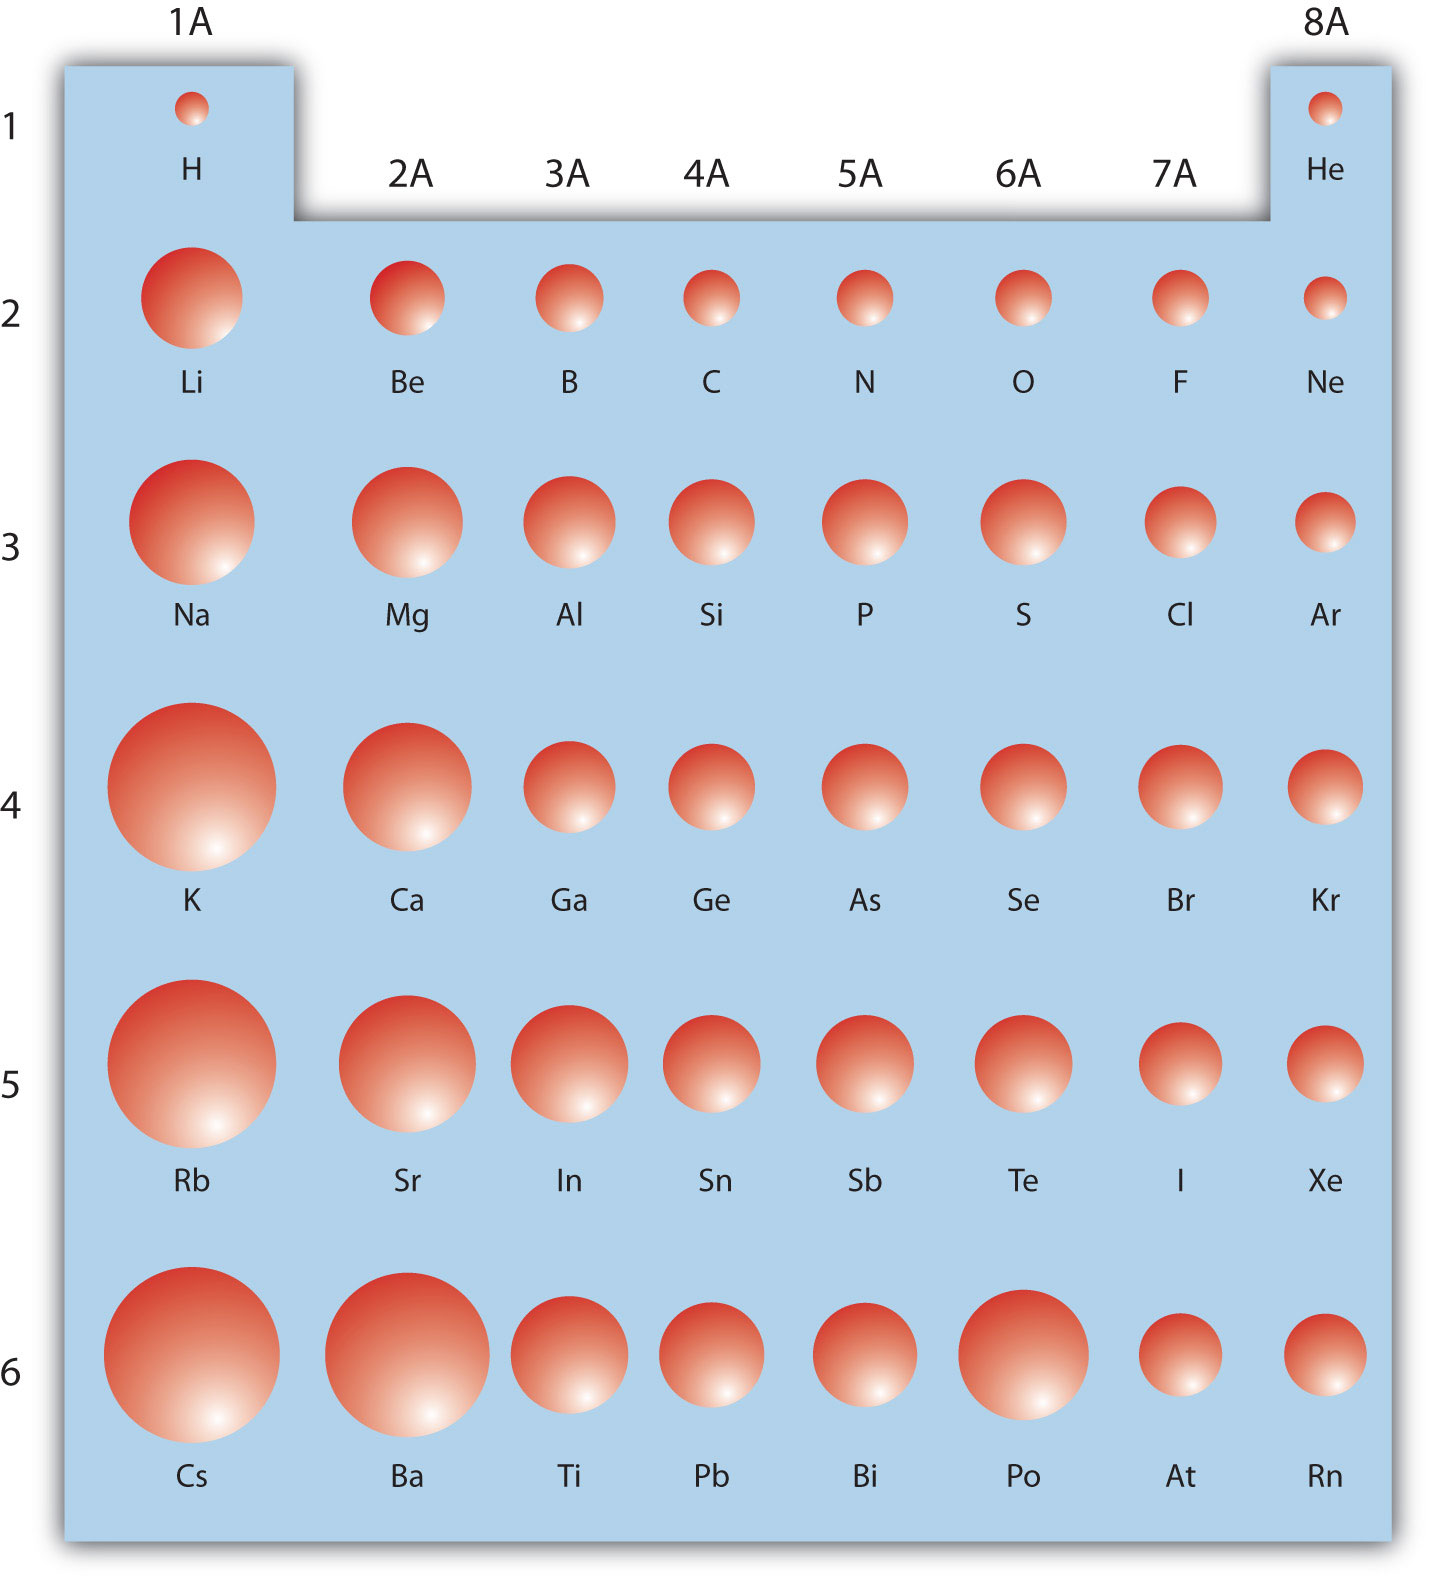 1A 8A
1
H He
2A 3A 4A 5A 6A 7A
2
Li Be B C N O F Ne
3
Na Mg Al Si P S Cl Ar
4
K Ca Ga Ge As Se Br Kr
5
Rb Sr In Sn Sb Te I Xe
6
Cs Ba Ti Pb Bi Po At Rn